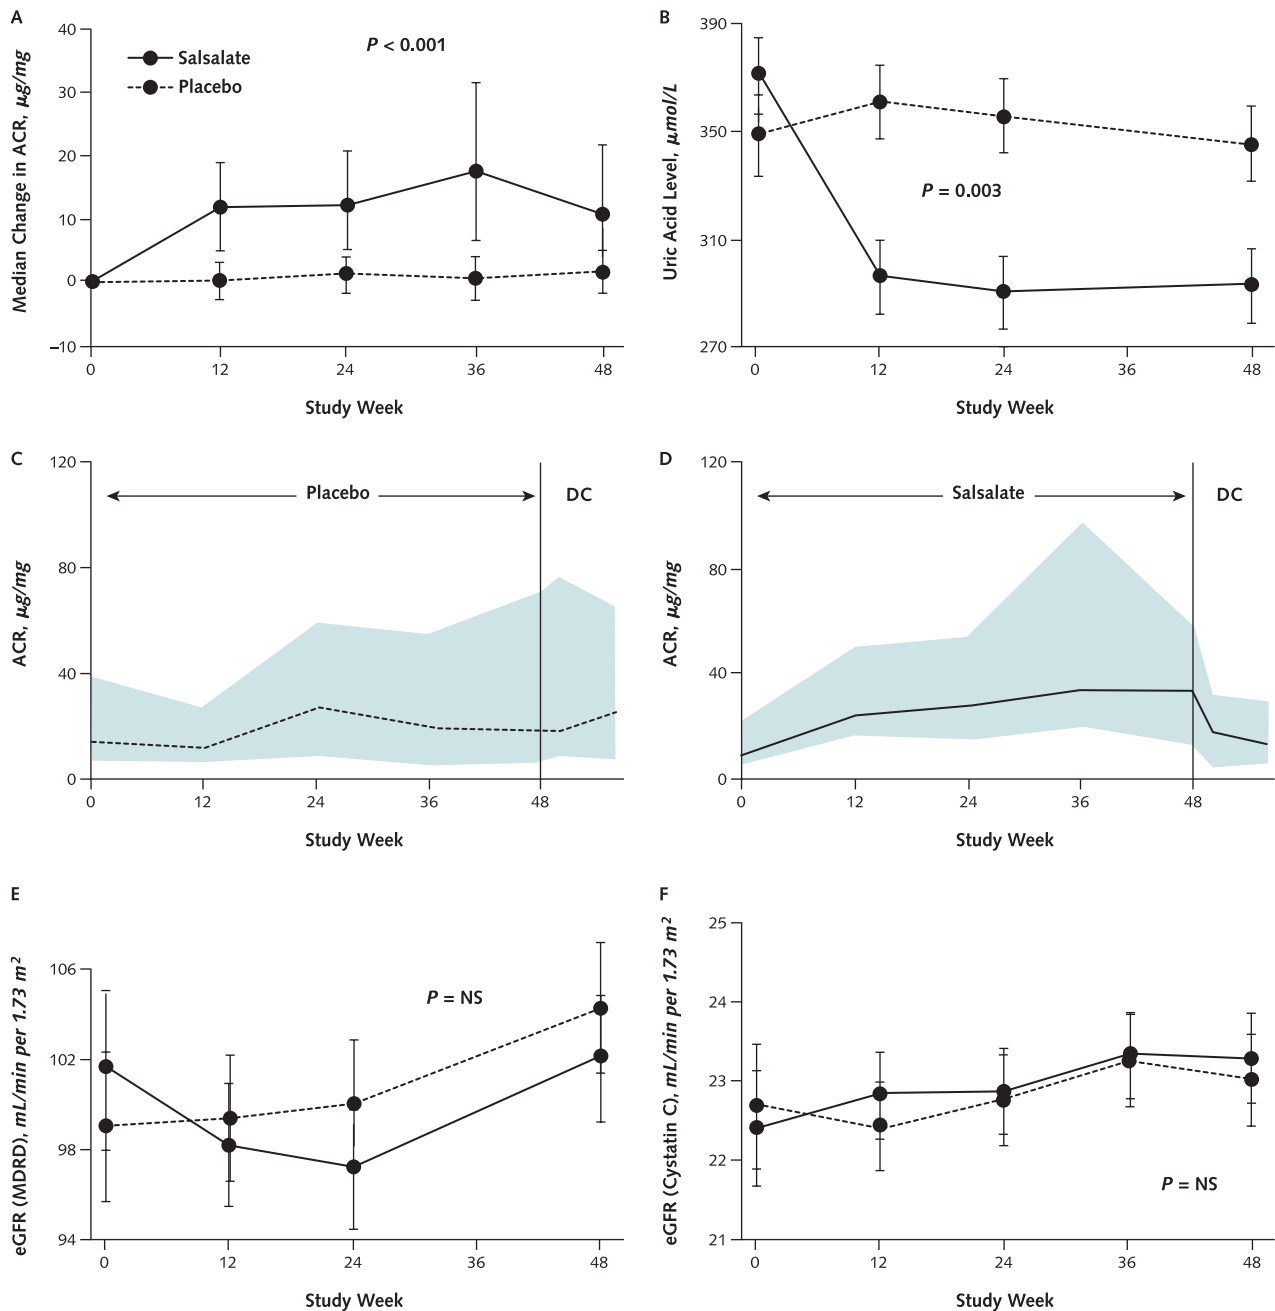 A
Median Change in ACR, μg/mg
40
30
20
10
0
–10
Salsalate
Placebo
P < 0.001
0 12 24 36 48
Study Week
B
Uric Acid Level, μmol/L
390
350
310
270
P = 0.003
0 12 24 36 48
Study Week
C
ACR, μg/mg
120
80
40
0
Placebo
DC
0 12 24 36 48
Study Week
D
ACR, μg/mg
120
80
40
0
Salsalate
DC
0 12 24 36 48
Study Week
E
eGFR (MDRD), mL/min per 1.73 m²
106
102
98
94
P = NS
0 12 24 36 48
Study Week
F
eGFR (Cystatin C), mL/min per 1.73 m²
25
24
23
22
21
P = NS
0 12 24 36 48
Study Week